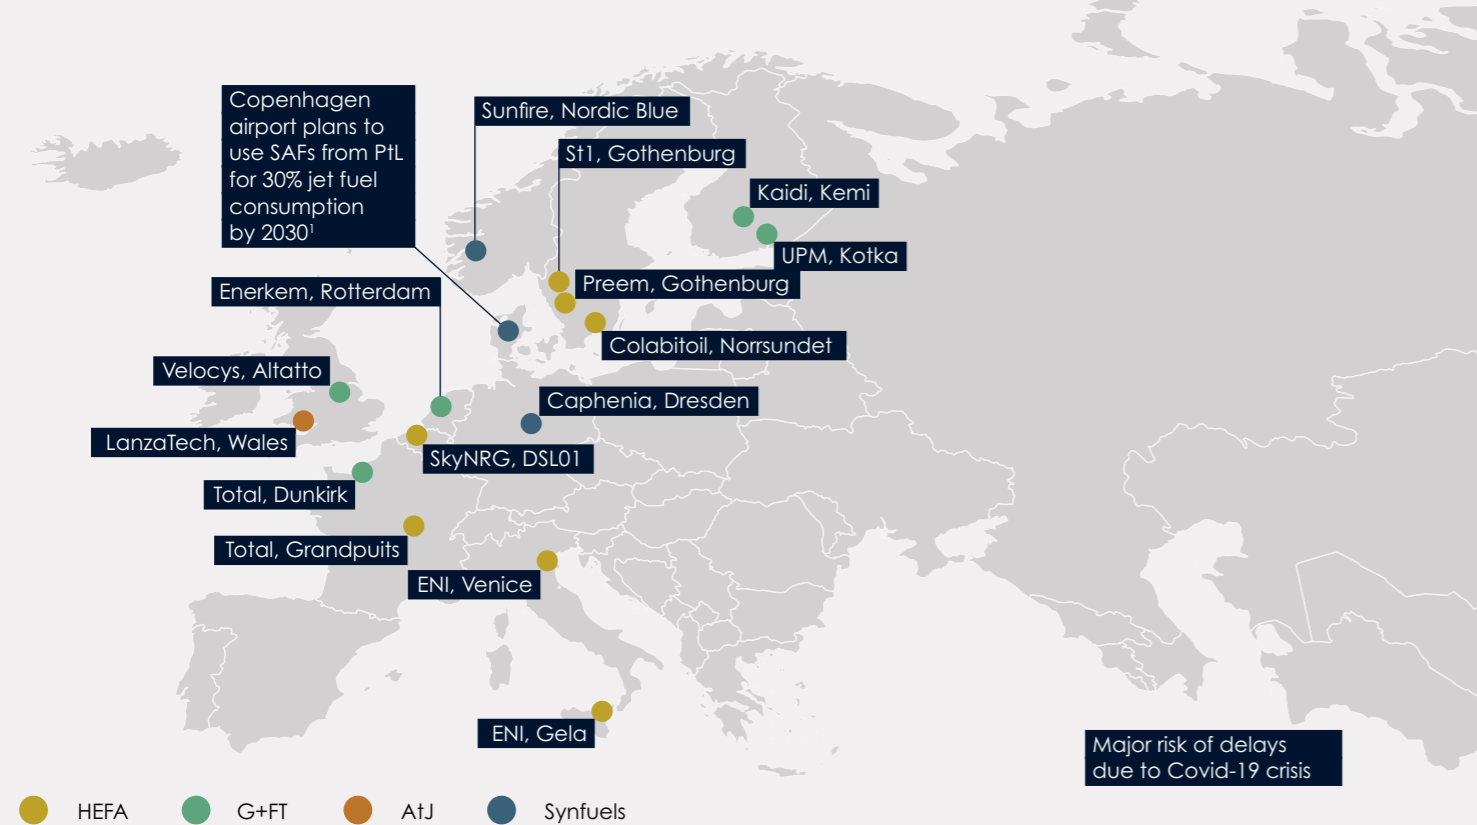 Copenhagen
airport plans to
use SAFs from PtL
for 30% jet fuel
consumption
by 2030¹
Sunfire, Nordic Blue
St1, Gothenburg
Kaidi, Kemi
UPM, Kotka
Enerkem, Rotterdam
Preem, Gothenburg
Colabitoil, Norrsundet
Velocys, Altatto
Caphenia, Dresden
LanzaTech, Wales
SkyNRG, DSL01
Total, Dunkirk
Total, Grandpuits
ENI, Venice
ENI, Gela
Major risk of delays
due to Covid-19 crisis
HEFA
G+FT
AtJ
Synfuels